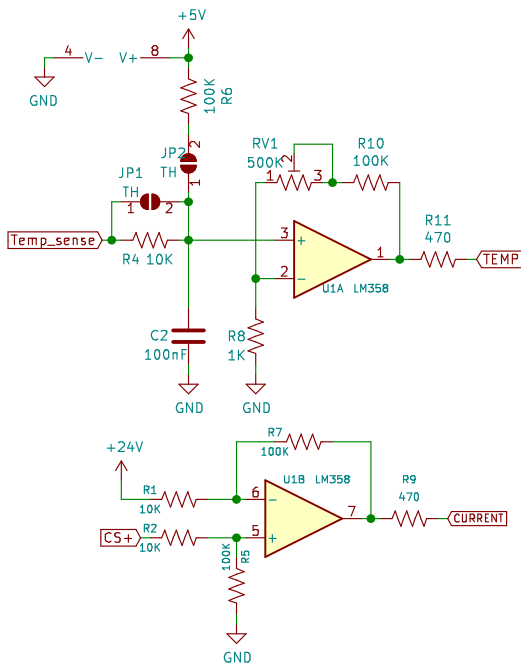 +5V
4 V- V+ 8
GND
100K
R6
JP2
TH
2
1
JP1
TH
1 2
RV1
500K
2
1 3
R10
100K
Temp_sense
R4 10K
3
+
2
-
1
U1A LM358
R11
470
TEMP
C2
100nF
R8
1K
GND
GND
+24V
R7
100K
R1
10K
R2
10K
CS+
6
-
5
+
7
U1B LM358
R9
470
CURRENT
100K
R5
GND